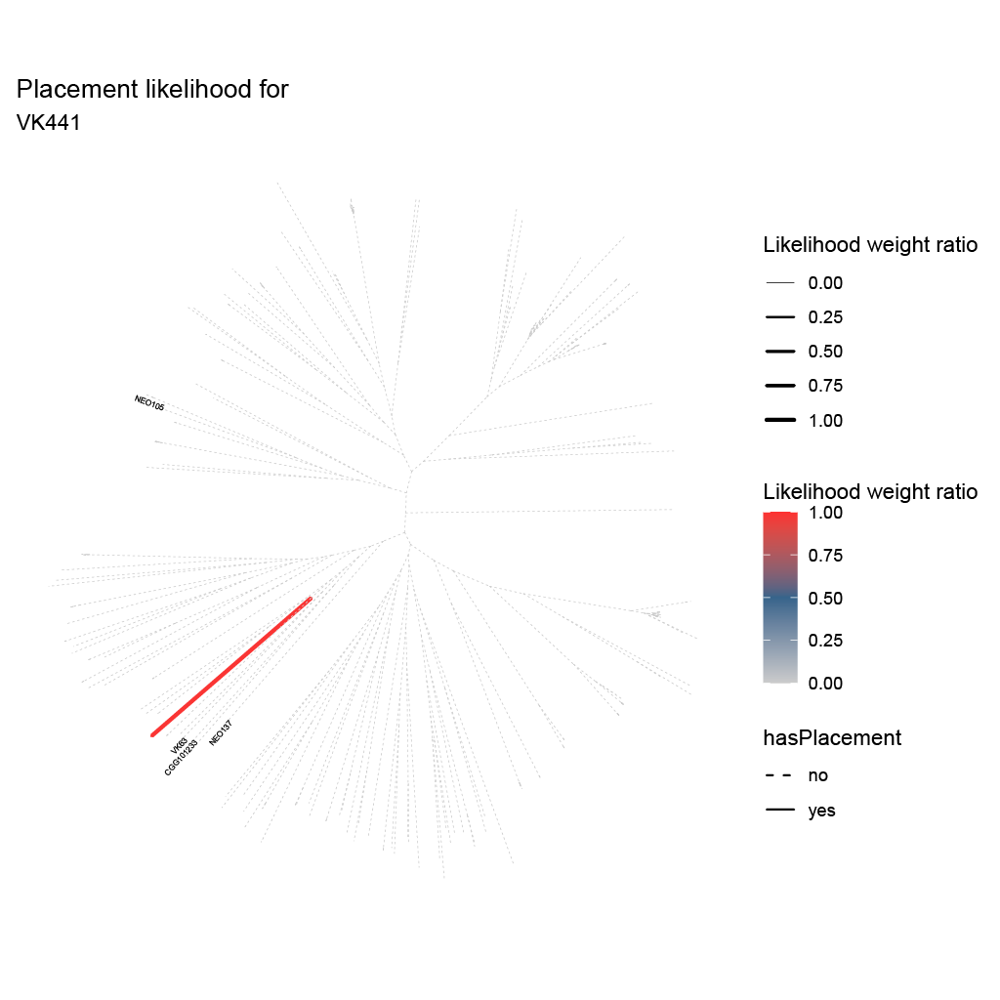 Placement likelihood for
VK441
NEO105
VK63
CGG101233
NEO137
Likelihood weight ratio
0.00
0.25
0.50
0.75
1.00
Likelihood weight ratio
1.00
0.75
0.50
0.25
0.00
hasPlacement
no
yes